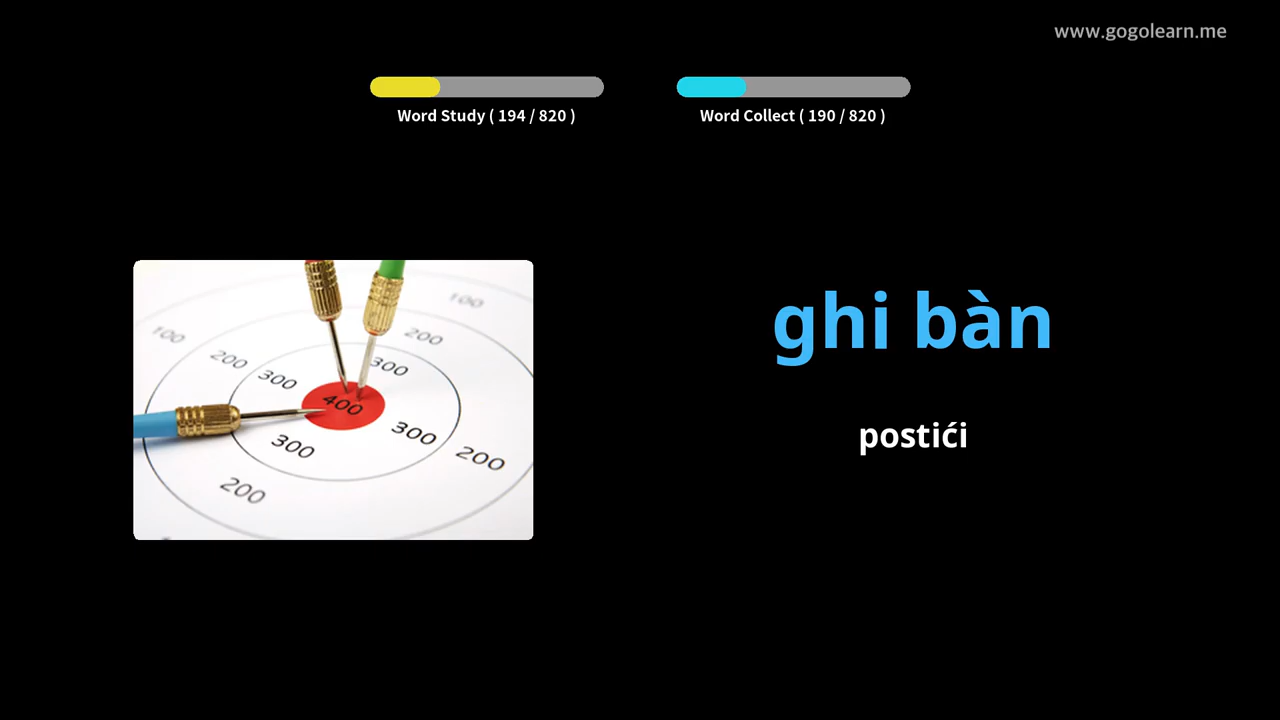 www.gogolearn.me
Word Study ( 194 / 820 )
Word Collect ( 190 / 820 )
100
100
200
200
300
300
400
300
300
200
200
ghi bàn
postići